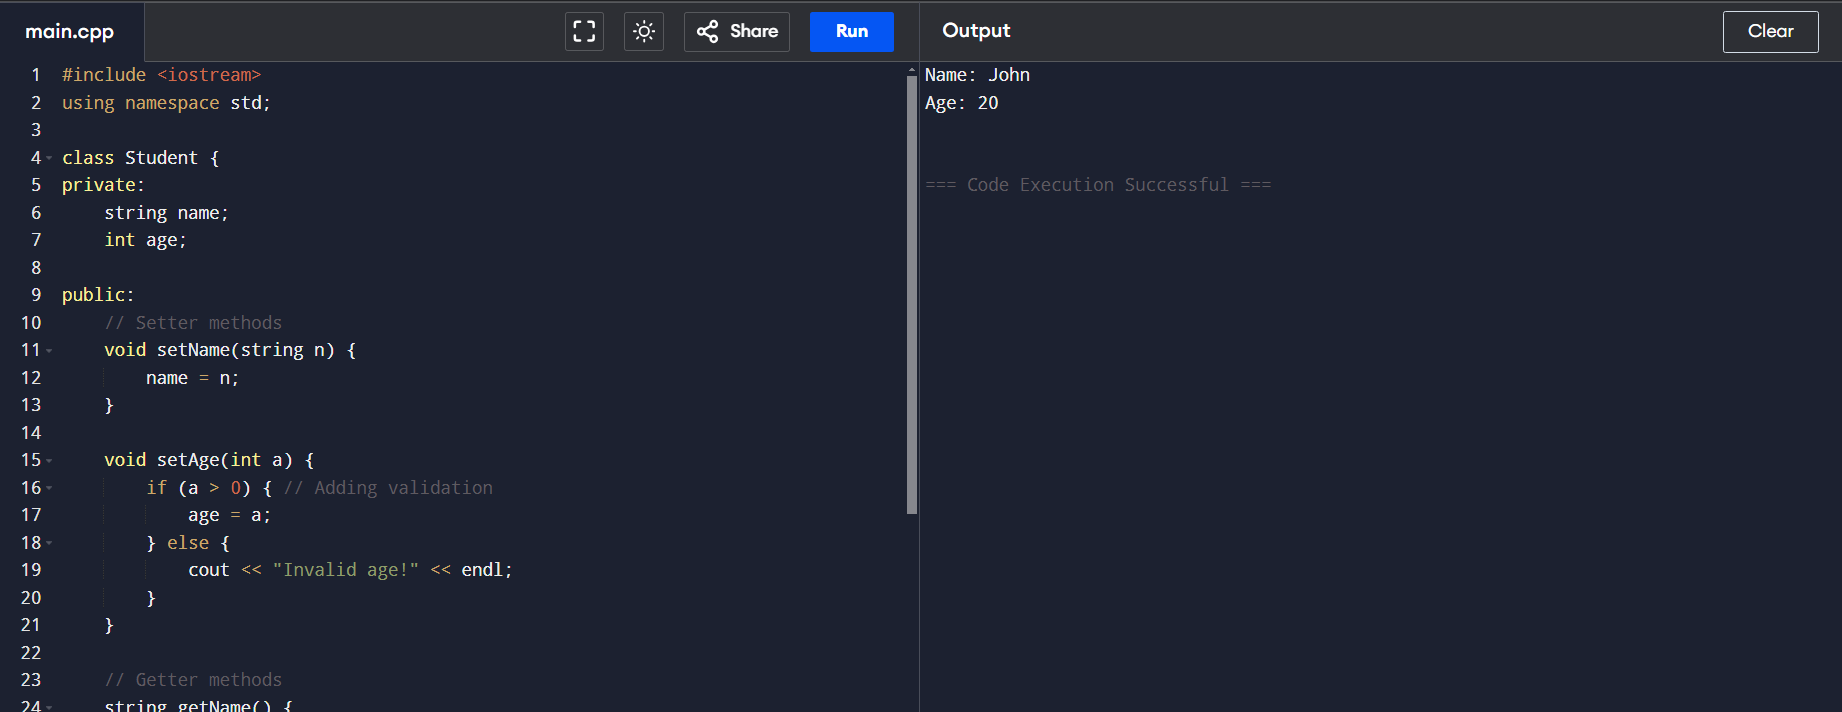 main.cpp
Share
Run
Output
Clear
1 #include <iostream>
2 using namespace std;
3
4 class Student {
5 private:
6     string name;
7     int age;
8
9 public:
10     // Setter methods
11     void setName(string n) {
12         name = n;
13     }
14
15     void setAge(int a) {
16         if (a > 0) { // Adding validation
17             age = a;
18         } else {
19             cout << "Invalid age!" << endl;
20         }
21     }
22
23     // Getter methods
24     string getName() {
Name: John
Age: 20
=== Code Execution Successful ===